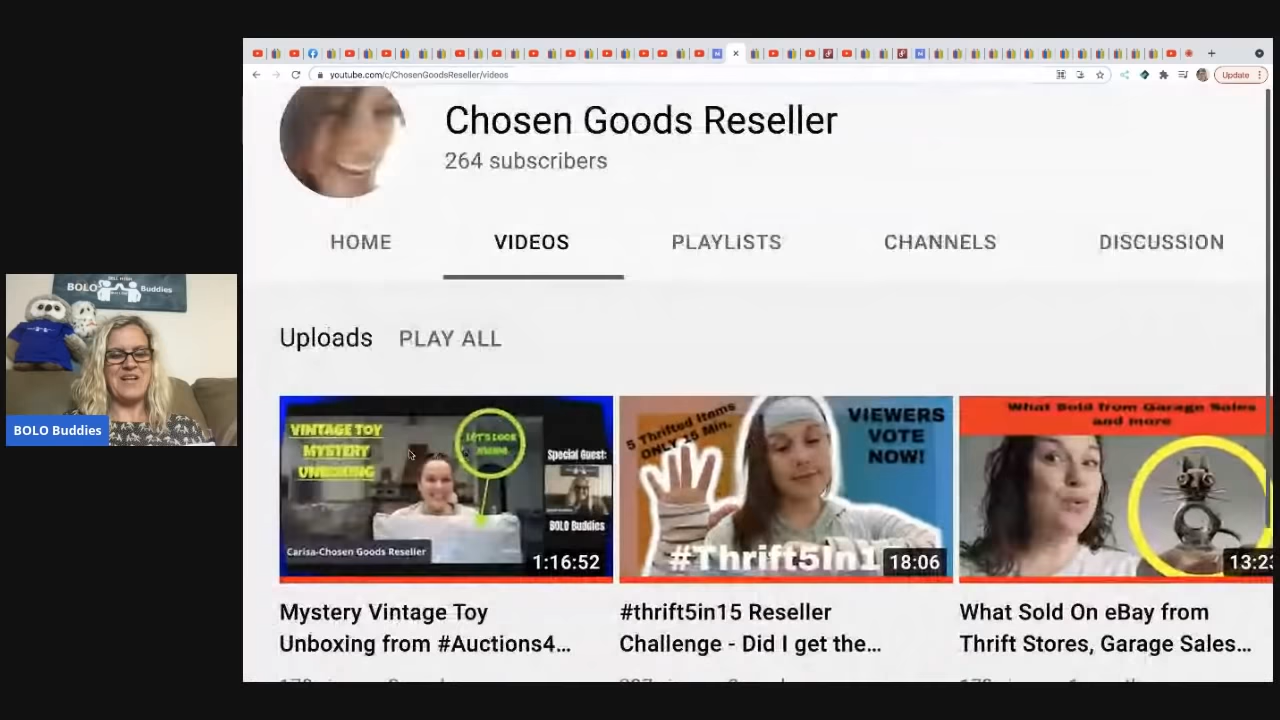 youtube.com/c/ChosenGoodsReseller/videos
Update
Chosen Goods Reseller
264 subscribers
HOME
VIDEOS
PLAYLISTS
CHANNELS
DISCUSSION
Uploads
PLAY ALL
VINTAGE TOY
MYSTERY
UNBOXING
LET'S LOOK
INSIDE
Special Guest:
BOLO Buddies
Carisa-Chosen Goods Reseller
1:16:52
5 Thrifted Items
ONLY 15 Min.
VIEWERS
VOTE
NOW!
#Thrift5In1
18:06
What Sold from Garage Sales
and more
13:23
Mystery Vintage Toy
Unboxing from #Auctions4...
#thrift5in15 Reseller
Challenge - Did I get the...
What Sold On eBay from
Thrift Stores, Garage Sales...
BOLO Buddies
BOLO Buddies